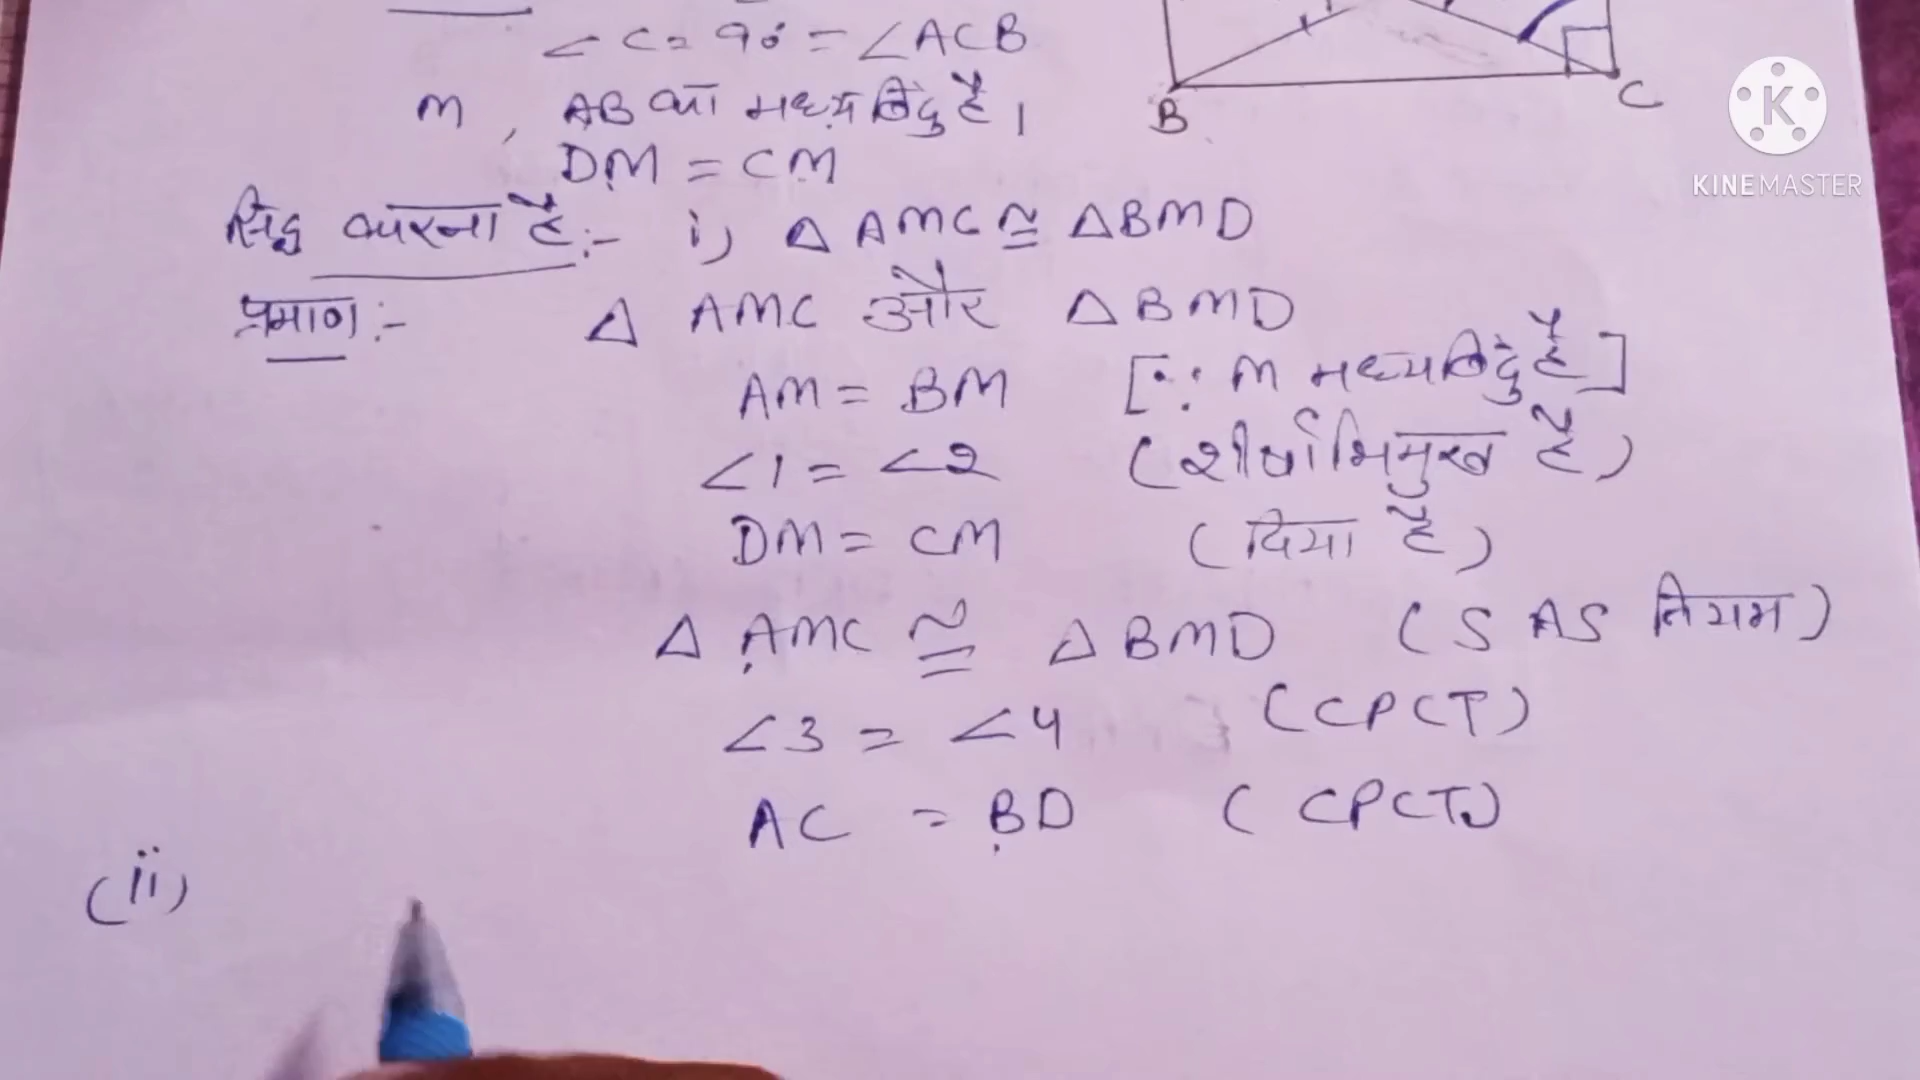 ∠C = 90° = ∠ACB
M, AB का मध्य बिंदु है।
DM = CM
सिद्ध करना है:- i) △AMC ≅ △BMD
प्रमाण:- △AMC और △BMD
AM = BM [∵ M मध्य बिंदु है]
∠1 = ∠2 (शीर्षाभिमुख है)
DM = CM (दिया है)
△AMC ≅ △BMD (SAS नियम)
∠3 = ∠4 (CPCT)
AC = BD (CPCT)
(ii)
B
C
K
KINEMASTER